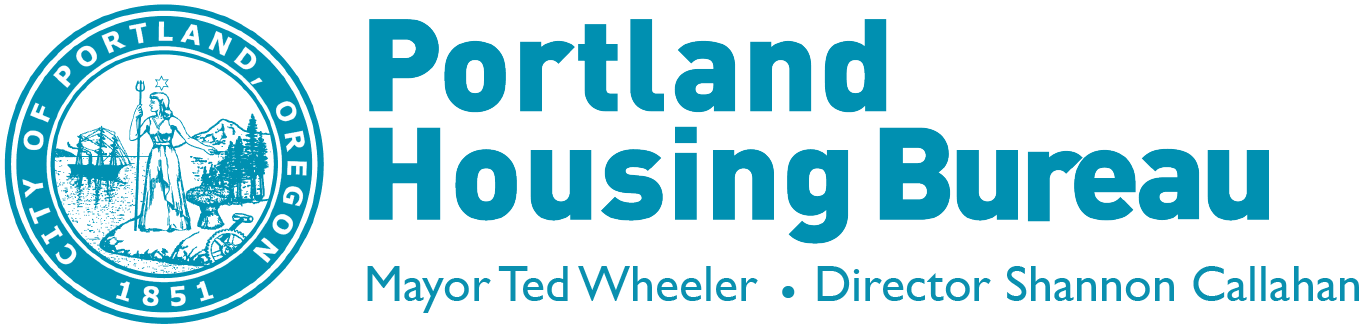 CITY OF PORTLAND, OREGON
1851
Portland
Housing Bureau
Mayor Ted Wheeler • Director Shannon Callahan